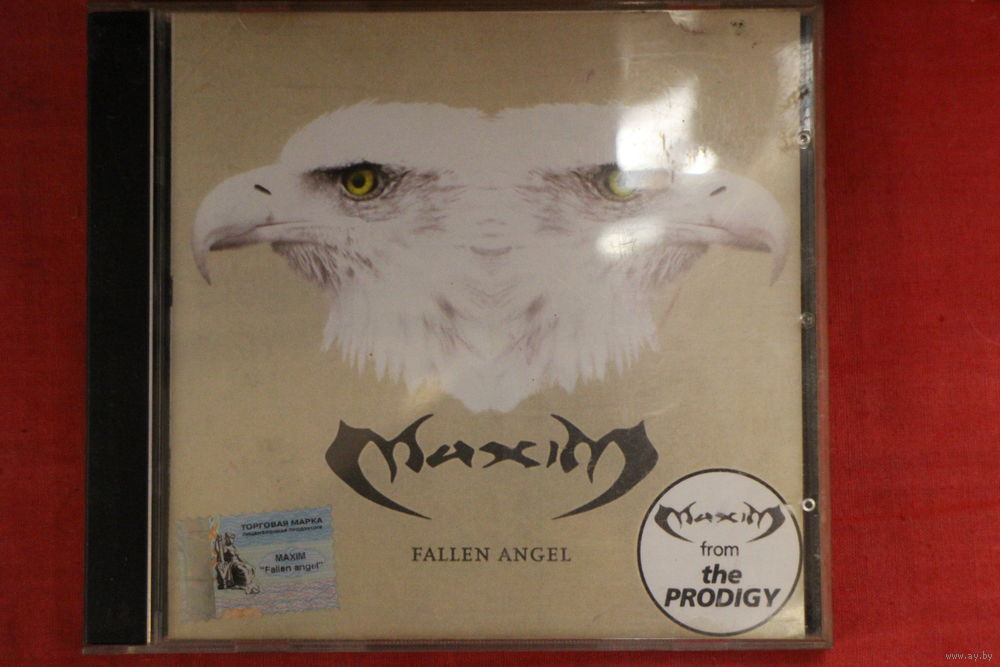 MAXIM
FALLEN ANGEL
ТОРГОВАЯ МАРКА
MAXIM
"Fallen angel"
MAXIM
from
the
PRODIGY
www.ay.by